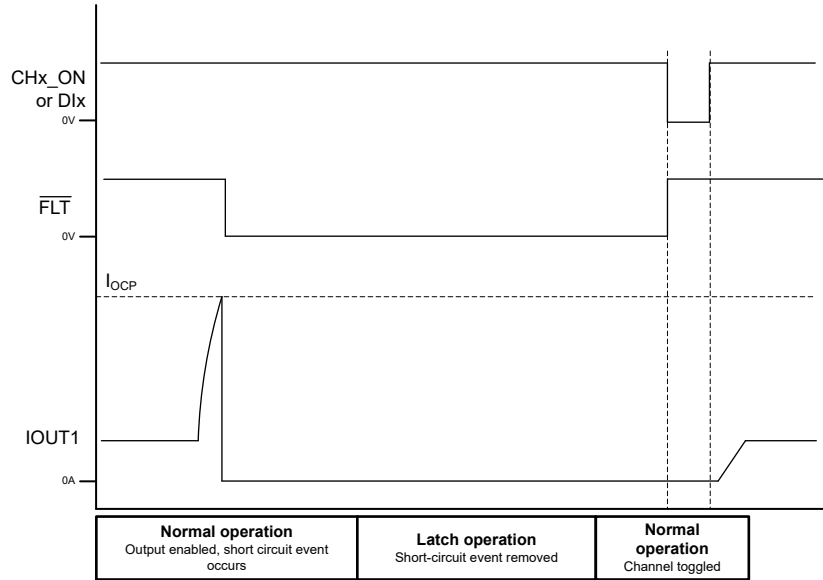 CHx_ON
or DIx
0V
FLT
0V
IOCP
IOUT1
0A
Normal operation
Output enabled, short circuit event
occurs
Latch operation
Short-circuit event removed
Normal
operation
Channel toggled